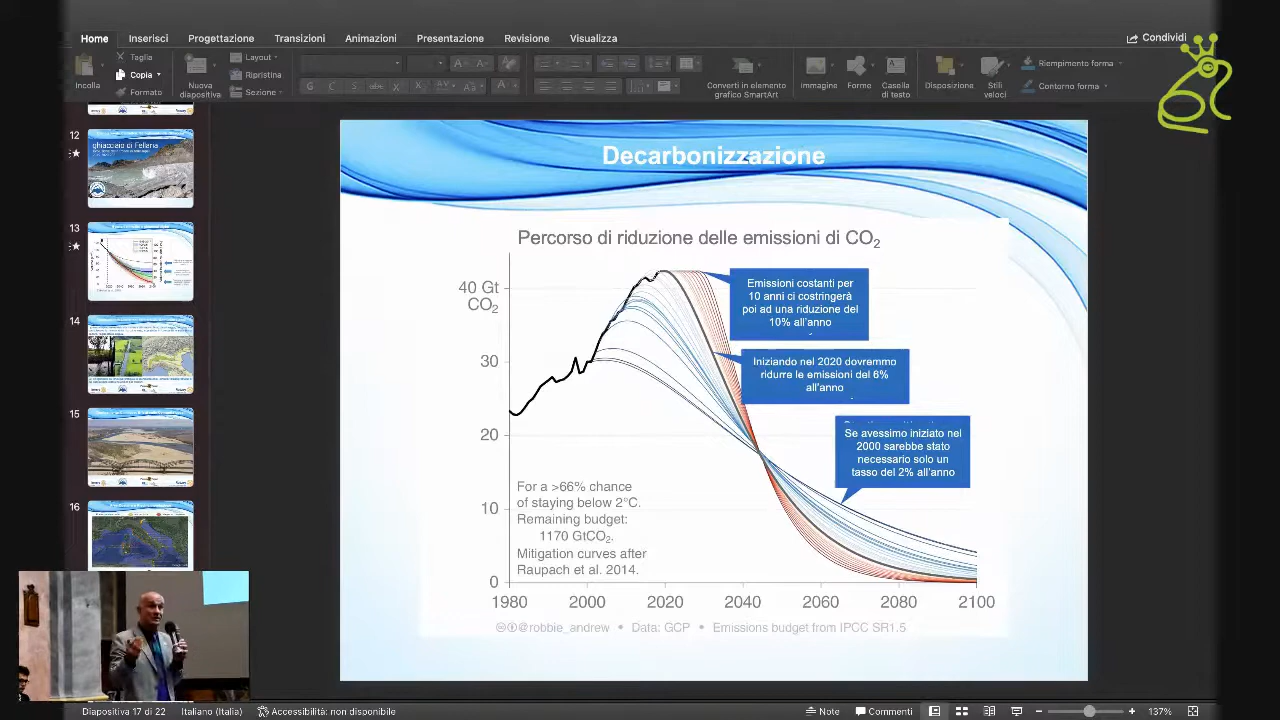 Home Inserisci Progettazione Transizioni Animazioni Presentazione Revisione Visualizza
Condividi
Incolla
Taglia
Copia
Formato
Nuova diapositiva
Layout
Ripristina
Sezione
Converti in elemento grafico SmartArt
Immagine
Forme
Casella di testo
Disposizione
Stili veloci
Riempimento forma
Contorno forma
12
ghiacciaio di Fellaria
13
14
15
16
Decarbonizzazione
Percorso di riduzione delle emissioni di CO₂
40 Gt
CO₂
30
20
10
0
Emissioni costanti per
10 anni ci costringerà
poi ad una riduzione del
10% all'anno
Iniziando nel 2020 dovremmo
ridurre le emissioni del 6%
all'anno
Se avessimo iniziato nel
2000 sarebbe stato
necessario solo un
tasso del 2% all'anno
For a >66% chance
of staying below 2°C.
Remaining budget:
1170 GtCO₂.
Mitigation curves after
Raupach et al. 2014.
1980 2000 2020 2040 2060 2080 2100
@robbie_andrew • Data: GCP • Emissions budget from IPCC SR1.5
Diapositiva 17 di 22 Italiano (Italia) Accessibilità: non disponibile Note Commenti 137%